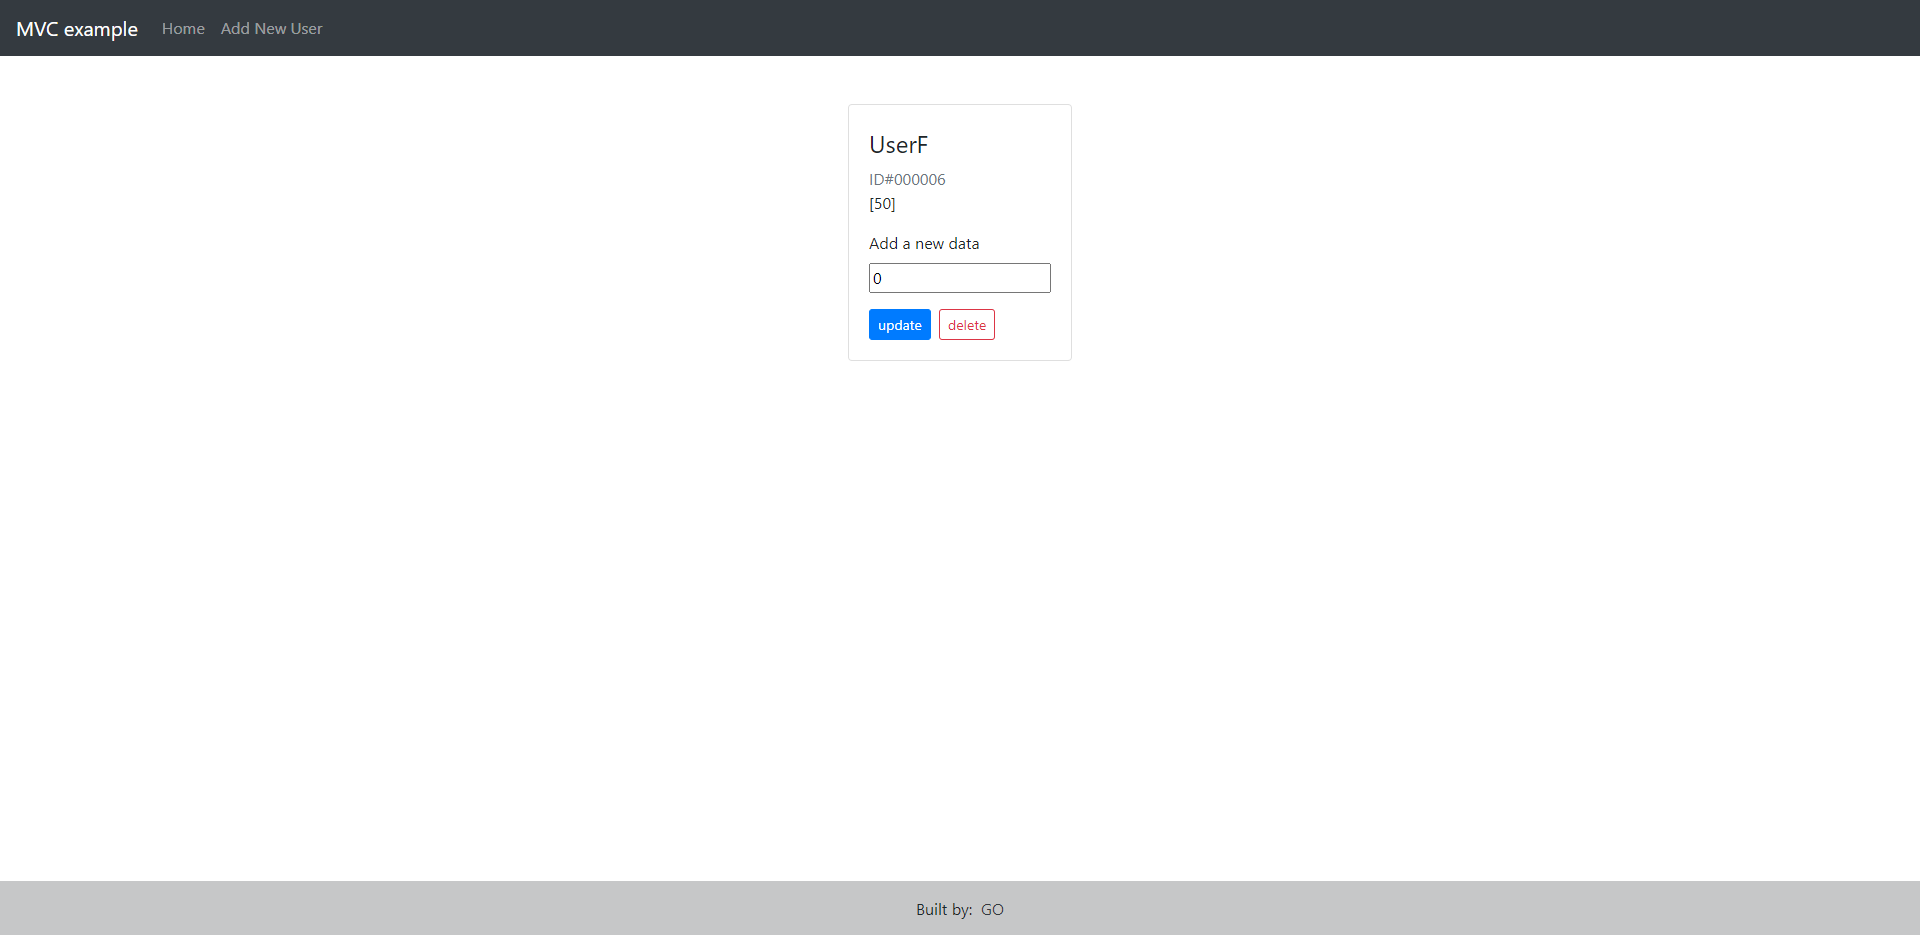 MVC example Home Add New User
UserF
ID#000006
[50]
Add a new data
0
update delete
Built by: GO